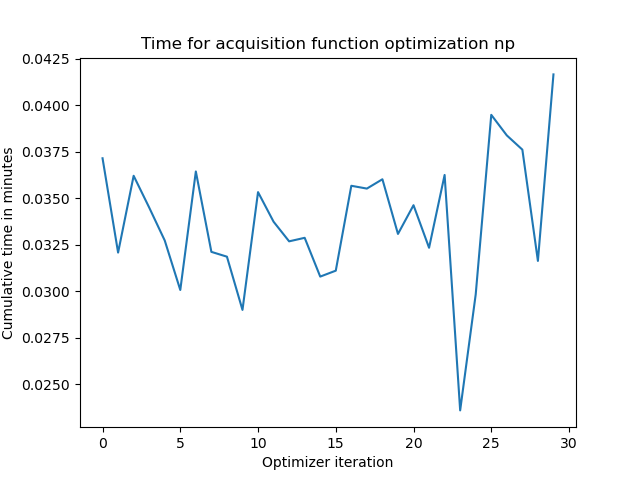 Time for acquisition function optimization np
Cumulative time in minutes
0.0425
0.0400
0.0375
0.0350
0.0325
0.0300
0.0275
0.0250
0 5 10 15 20 25 30
Optimizer iteration